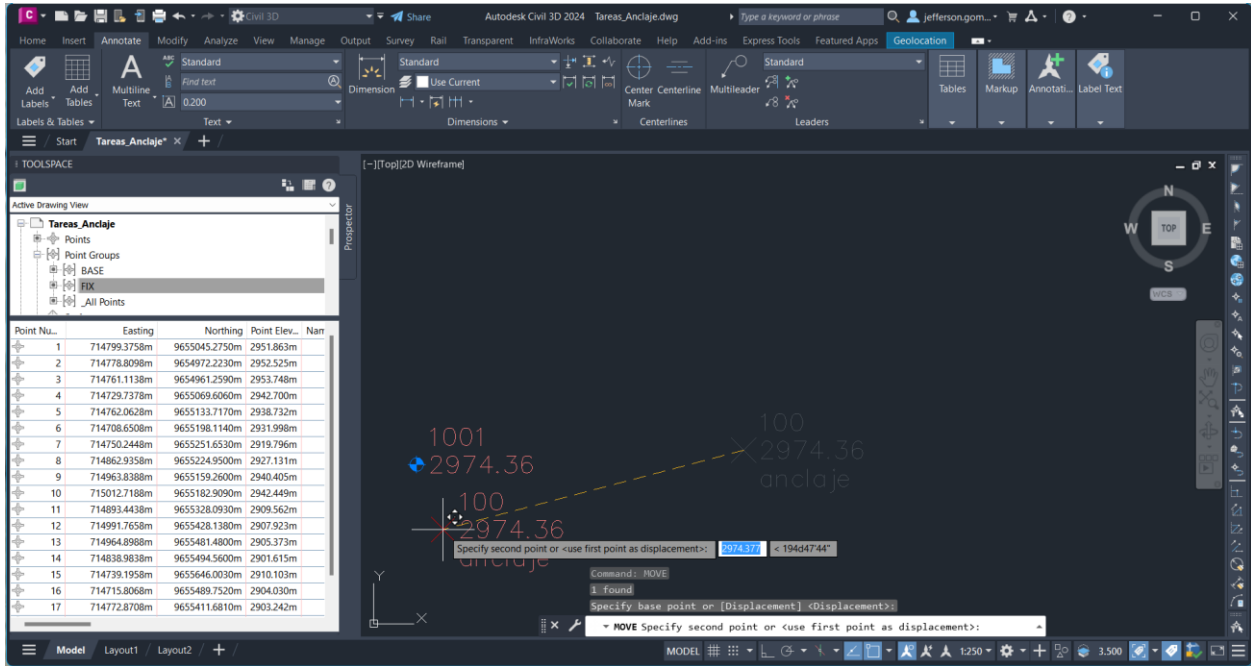 C
Civil 3D
Share
Autodesk Civil 3D 2024 Tareas_Anclaje.dwg
Type a keyword or phrase
jefferson.gom...
Home Insert Annotate Modify Analyze View Manage Output Survey Rail Transparent InfraWorks Collaborate Help Add-ins Express Tools Featured Apps Geolocation
Add Labels
Add Tables
Labels & Tables
Multiline Text
Standard
Find text
0.200
Text
Dimension
Standard
Use Current
Dimensions
Center Mark
Centerline
Centerlines
Multileader
Standard
Leaders
Tables
Markup
Annotati...
Label Text
Start
Tareas_Anclaje*
TOOLSPACE
Active Drawing View
Tareas_Anclaje
Points
Point Groups
BASE
FIX
_All Points
Prospector
Point Nu... Easting Northing Point Elev... Nam
1 714799.3758m 9655045.2750m 2951.863m
2 714778.8098m 9654972.2230m 2952.525m
3 714761.1138m 9654961.2590m 2953.748m
4 714729.7378m 9655069.6060m 2942.700m
5 714762.0628m 9655133.7170m 2938.732m
6 714708.6508m 9655198.1140m 2931.998m
7 714750.2448m 9655251.6530m 2919.796m
8 714862.9358m 9655224.9500m 2927.131m
9 714963.8388m 9655159.2600m 2940.405m
10 715012.7188m 9655182.9090m 2942.449m
11 714893.4438m 9655328.0930m 2909.562m
12 714991.7658m 9655428.1380m 2907.923m
13 714964.8988m 9655481.4800m 2905.373m
14 714838.9838m 9655494.5600m 2901.615m
15 714739.1958m 9655646.0030m 2910.103m
16 714715.8068m 9655489.7520m 2904.030m
17 714772.8708m 9655411.6810m 2903.242m
[−][Top][2D Wireframe]
N
W TOP E
S
WCS
1001
2974.36
100
2974.36
anclaje
100
2974.36
anclaje
Specify second point or <use first point as displacement>: 2974.377 < 194d47'44"
Command: MOVE
1 found
Specify base point or [Displacement] <Displacement>:
MOVE Specify second point or <use first point as displacement>:
Y
X
Model Layout1 Layout2
MODEL
1:250
3.500